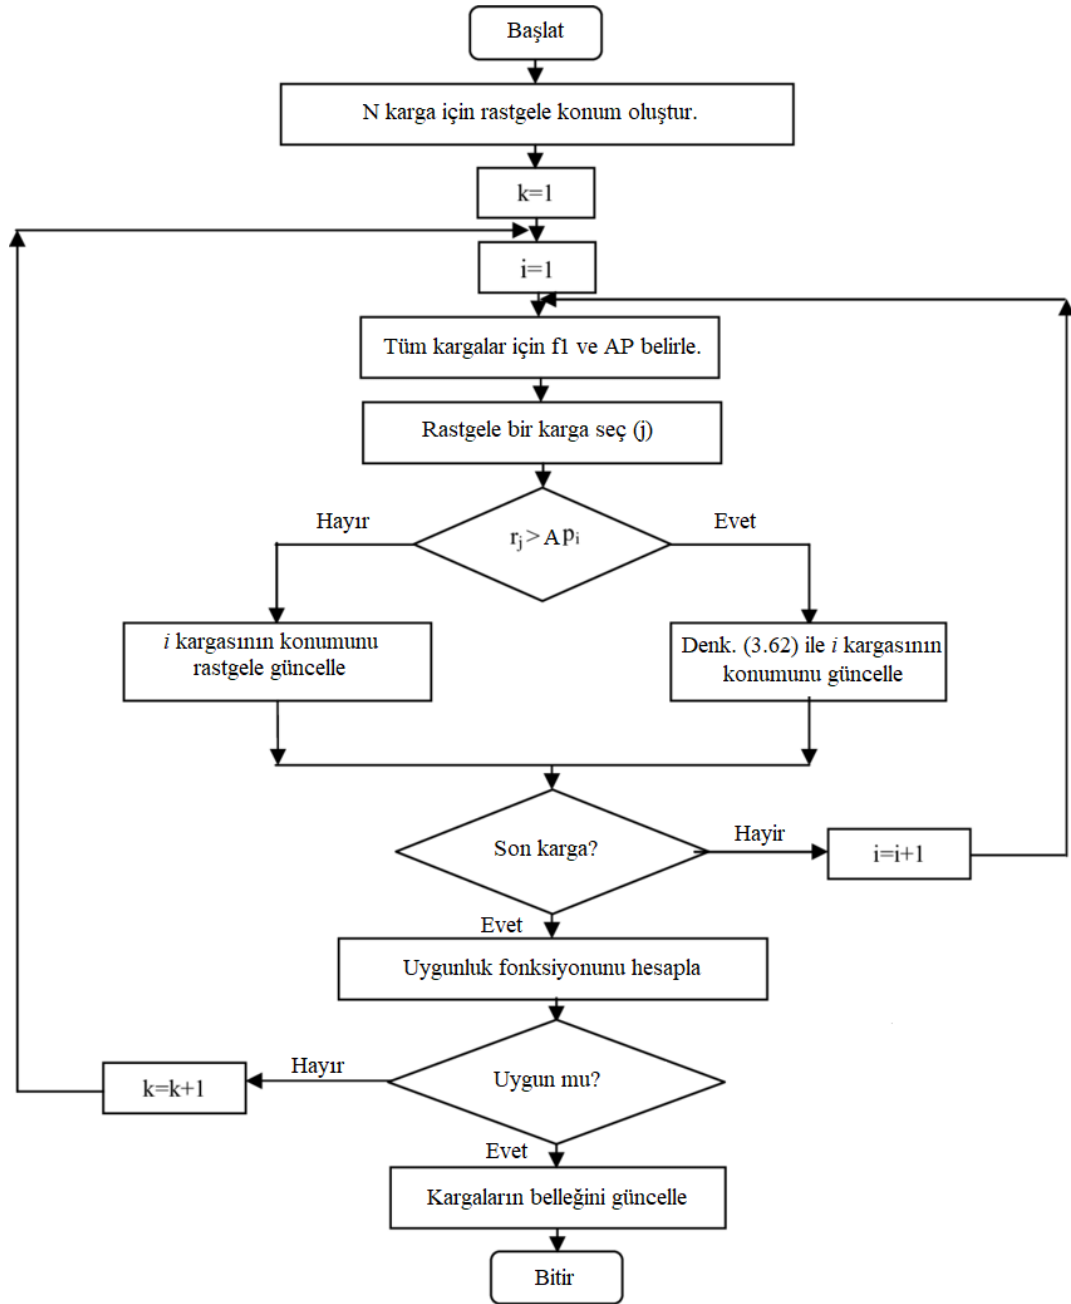 Başlat
N karga için rastgele konum oluştur.
k=1
i=1
Tüm kargalar için f1 ve AP belirle.
Rastgele bir karga seç (j)
Hayır
Evet
rj > Api
i kargasının konumunu
rastgele güncelle
Denk. (3.62) ile i kargasının
konumunu güncelle
Son karga?
Hayir
i=i+1
Evet
Uygunluk fonksiyonunu hesapla
Hayır
k=k+1
Uygun mu?
Evet
Kargaların belleğini güncelle
Bitir